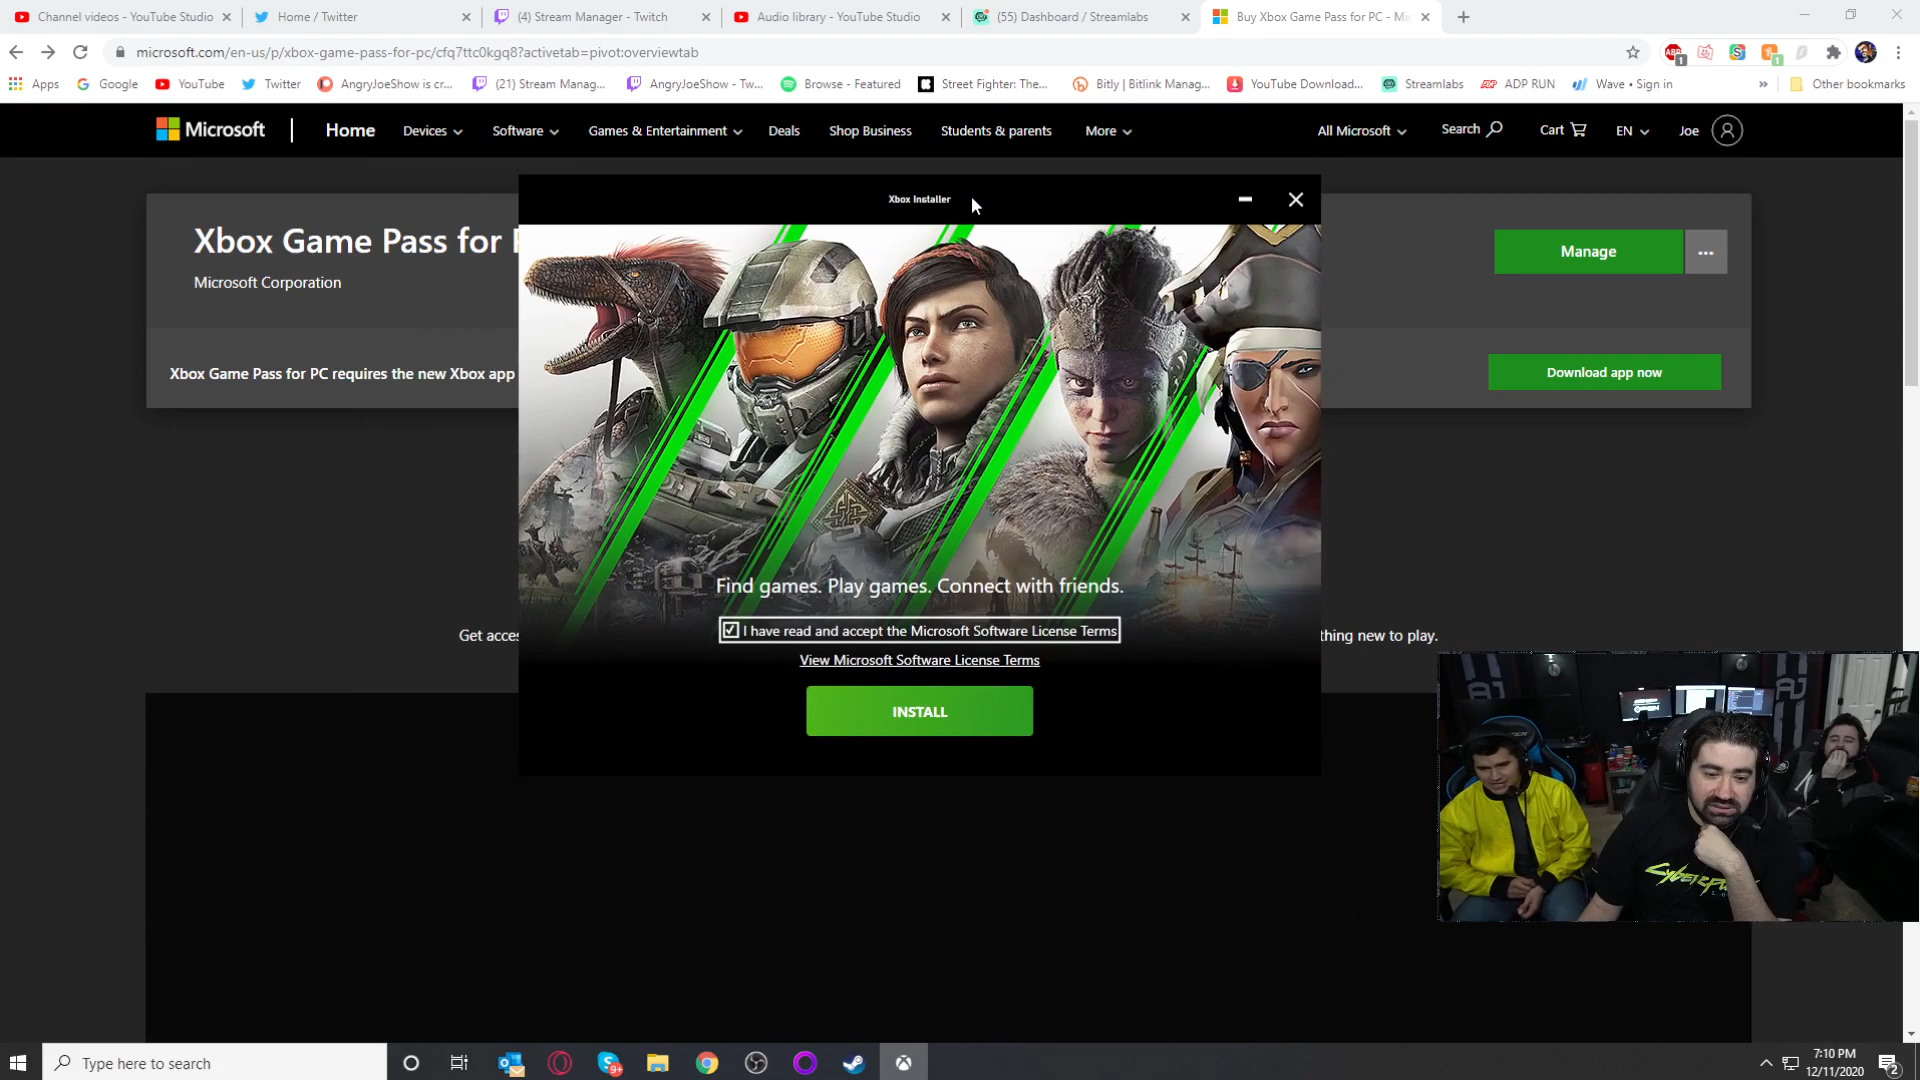 Channel videos - YouTube Studio
Home / Twitter
(4) Stream Manager - Twitch
Audio library - YouTube Studio
(55) Dashboard / Streamlabs
Buy Xbox Game Pass for PC - Mi
microsoft.com/en-us/p/xbox-game-pass-for-pc/cfq7ttc0kgq8?activetab=pivot:overviewtab
Apps
Google
YouTube
Twitter
AngryJoeShow is cr...
(21) Stream Manag...
AngryJoeShow - Tw...
Browse - Featured
Street Fighter: The...
Bitly | Bitlink Manag...
YouTube Download...
Streamlabs
ADP RUN
Wave • Sign in
»
Other bookmarks
Microsoft
Home
Devices
Software
Games & Entertainment
Deals
Shop Business
Students & parents
More
All Microsoft
Search
Cart
EN
Joe
Xbox Installer
Xbox Game Pass for
Microsoft Corporation
Manage
...
Xbox Game Pass for PC requires the new Xbox app
Download app now
Find games. Play games. Connect with friends.
I have read and accept the Microsoft Software License Terms
Get acce
thing new to play.
View Microsoft Software License Terms
INSTALL
Type here to search
9+
7:10 PM
12/11/2020
2